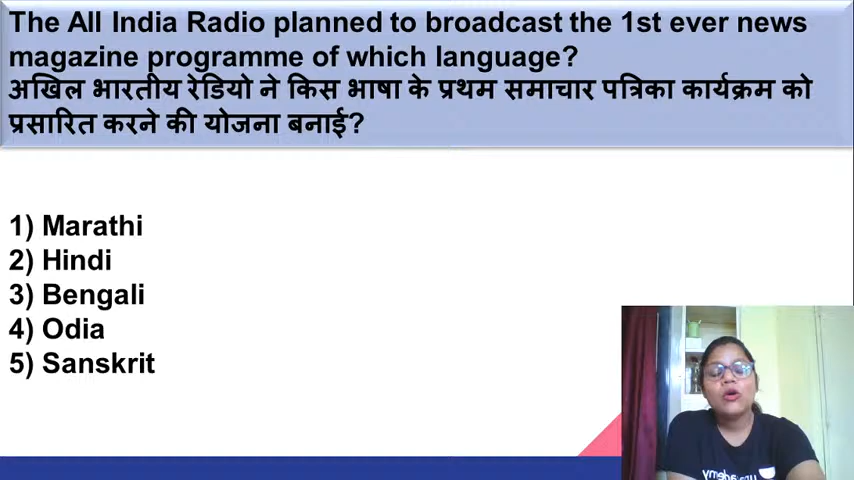 The All India Radio planned to broadcast the 1st ever news
magazine programme of which language?
अखिल भारतीय रेडियो ने किस भाषा के प्रथम समाचार पत्रिका कार्यक्रम को
प्रसारित करने की योजना बनाई?
1) Marathi
2) Hindi
3) Bengali
4) Odia
5) Sanskrit